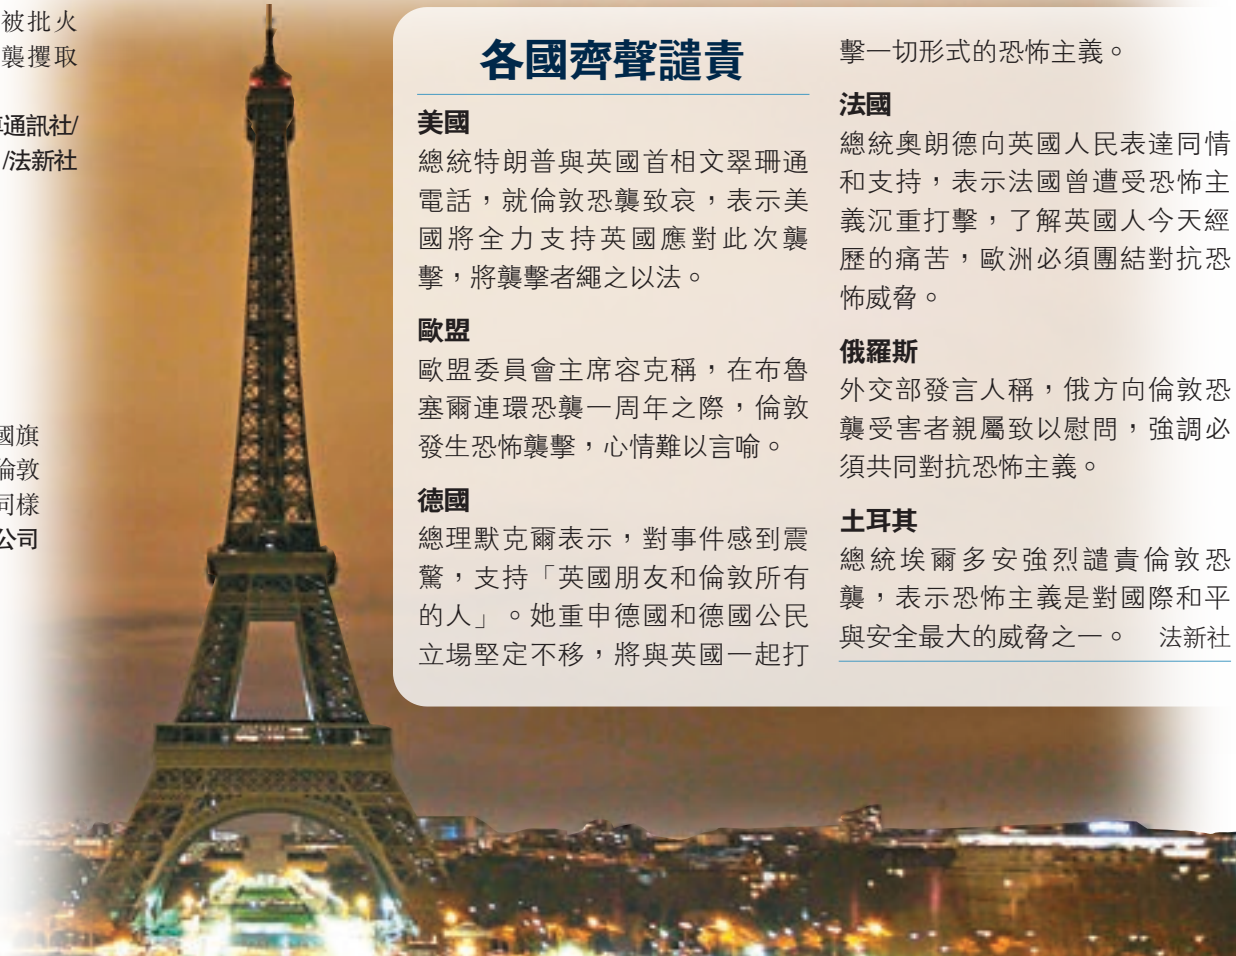 被批火
襲攫取
通訊社/
/法新社
國旗
倫敦
同樣
公司
各國齊聲譴責
美國
總統特朗普與英國首相文翠珊通
電話，就倫敦恐襲致哀，表示美
國將全力支持英國應對此次襲
擊，將襲擊者繩之以法。
歐盟
歐盟委員會主席容克稱，在布魯
塞爾連環恐襲一周年之際，倫敦
發生恐怖襲擊，心情難以言喻。
德國
總理默克爾表示，對事件感到震
驚，支持「英國朋友和倫敦所有
的人」。她重申德國和德國公民
立場堅定不移，將與英國一起打
擊一切形式的恐怖主義。
法國
總統奧朗德向英國人民表達同情
和支持，表示法國曾遭受恐怖主
義沉重打擊，了解英國人今天經
歷的痛苦，歐洲必須團結對抗恐
怖威脅。
俄羅斯
外交部發言人稱，俄方向倫敦恐
襲受害者親屬致以慰問，強調必
須共同對抗恐怖主義。
土耳其
總統埃爾多安強烈譴責倫敦恐
襲，表示恐怖主義是對國際和平
與安全最大的威脅之一。 法新社